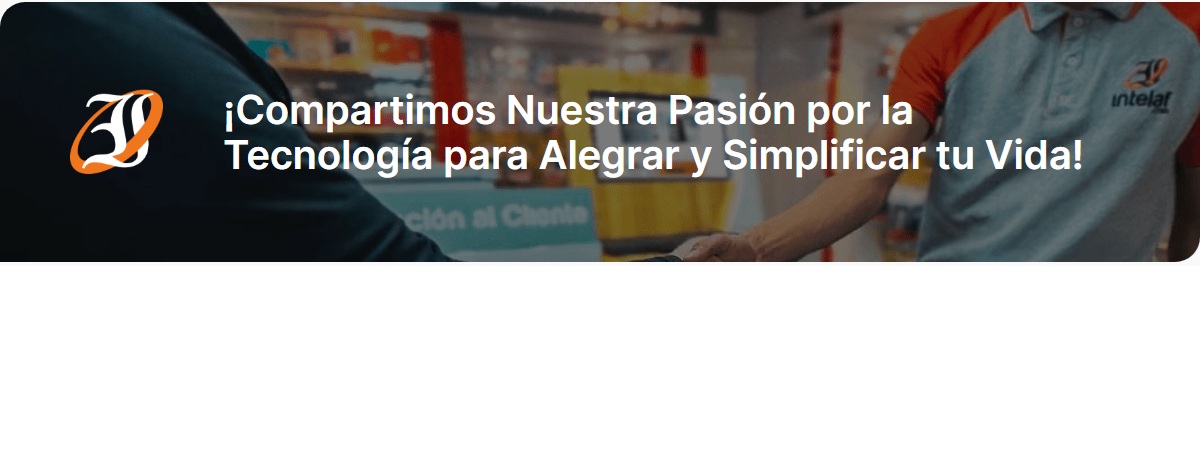 ¡Compartimos Nuestra Pasión por la
Tecnología para Alegrar y Simplificar tu Vida!
intelaf
ción al Cliente